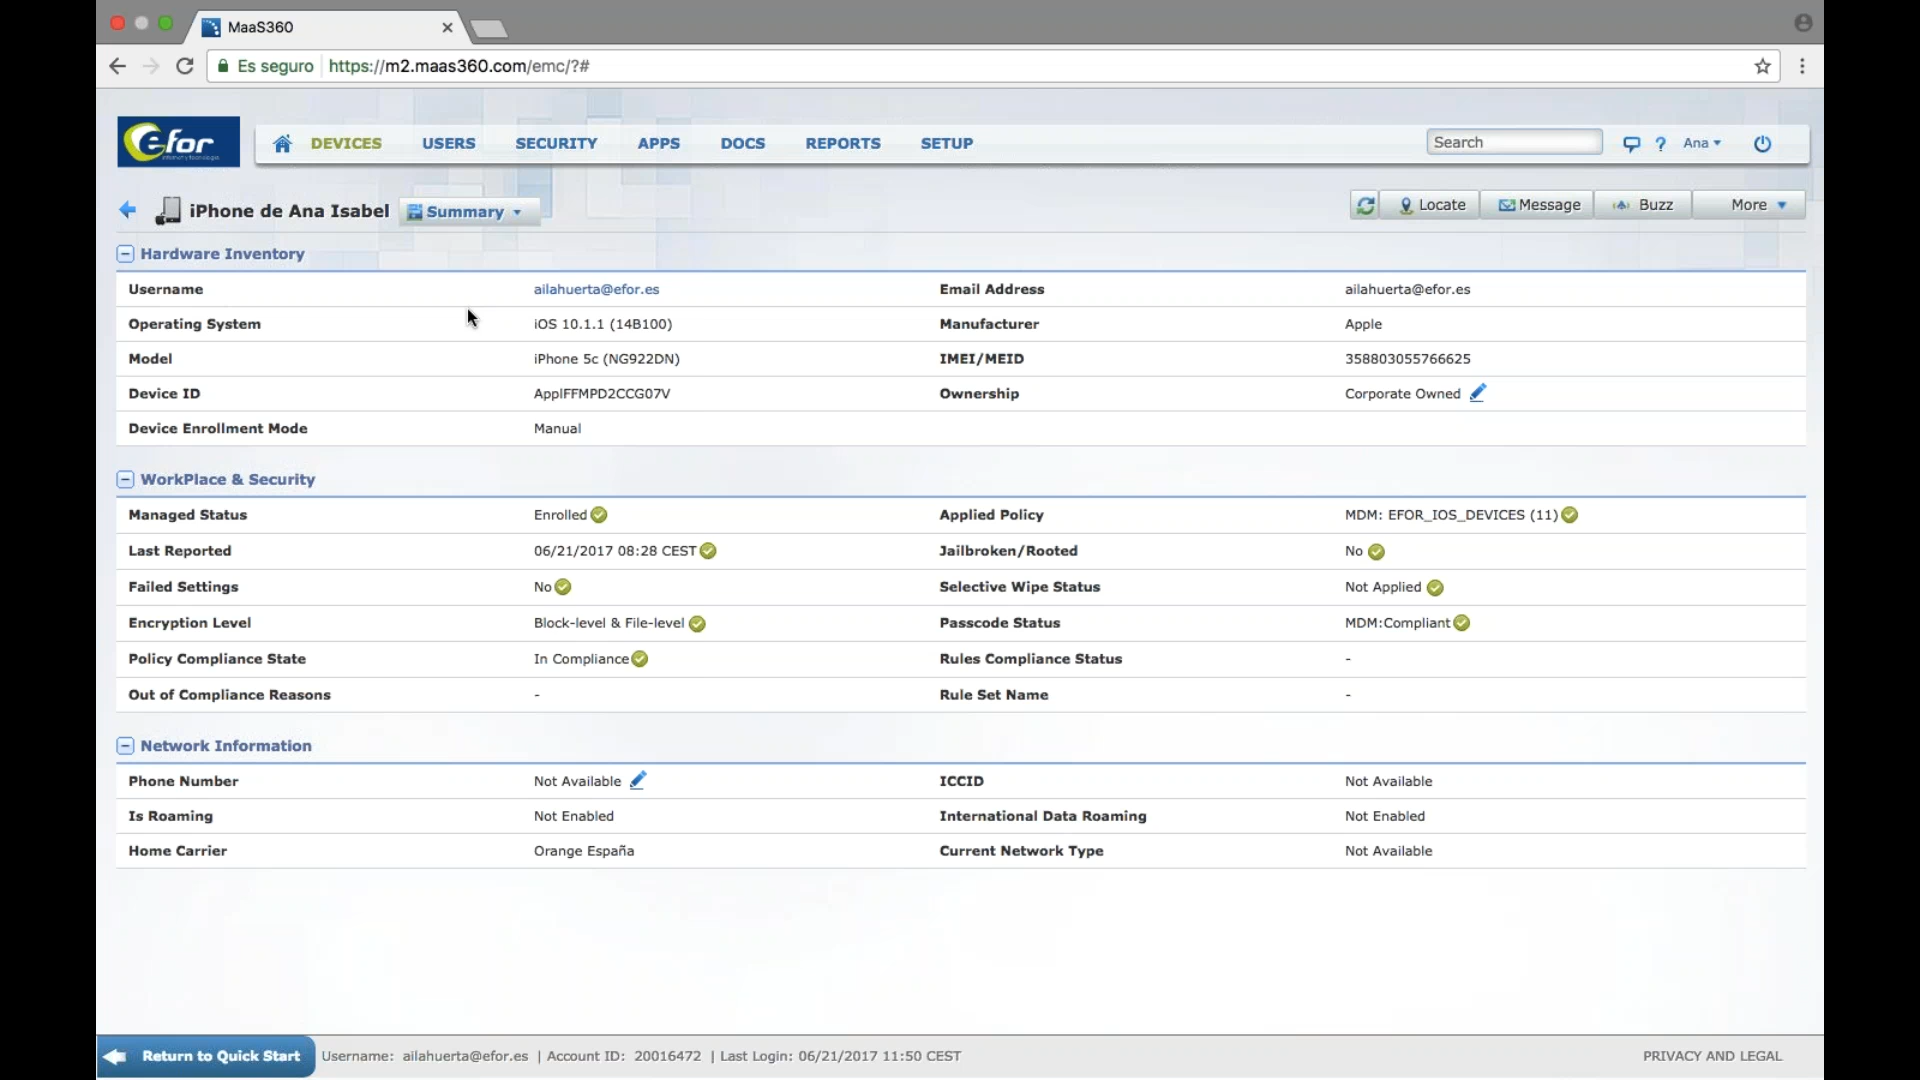 MaaS360
Es seguro https://m2.maas360.com/emc/?#
efor DEVICES USERS SECURITY APPS DOCS REPORTS SETUP Search ? Ana
iPhone de Ana Isabel Summary Locate Message Buzz More
Hardware Inventory
Username ailahuerta@efor.es Email Address ailahuerta@efor.es
Operating System iOS 10.1.1 (14B100) Manufacturer Apple
Model iPhone 5c (NG922DN) IMEI/MEID 358803055766625
Device ID ApplFFMPD2CCG07V Ownership Corporate Owned
Device Enrollment Mode Manual
WorkPlace & Security
Managed Status Enrolled Applied Policy MDM: EFOR_IOS_DEVICES (11)
Last Reported 06/21/2017 08:28 CEST Jailbroken/Rooted No
Failed Settings No Selective Wipe Status Not Applied
Encryption Level Block-level & File-level Passcode Status MDM:Compliant
Policy Compliance State In Compliance Rules Compliance Status -
Out of Compliance Reasons - Rule Set Name -
Network Information
Phone Number Not Available ICCID Not Available
Is Roaming Not Enabled International Data Roaming Not Enabled
Home Carrier Orange España Current Network Type Not Available
Return to Quick Start Username: ailahuerta@efor.es | Account ID: 20016472 | Last Login: 06/21/2017 11:50 CEST PRIVACY AND LEGAL